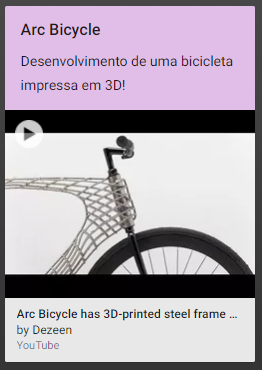 Arc Bicycle
Desenvolvimento de uma bicicleta
impressa em 3D!
Arc Bicycle has 3D-printed steel frame ...
by Dezeen
YouTube